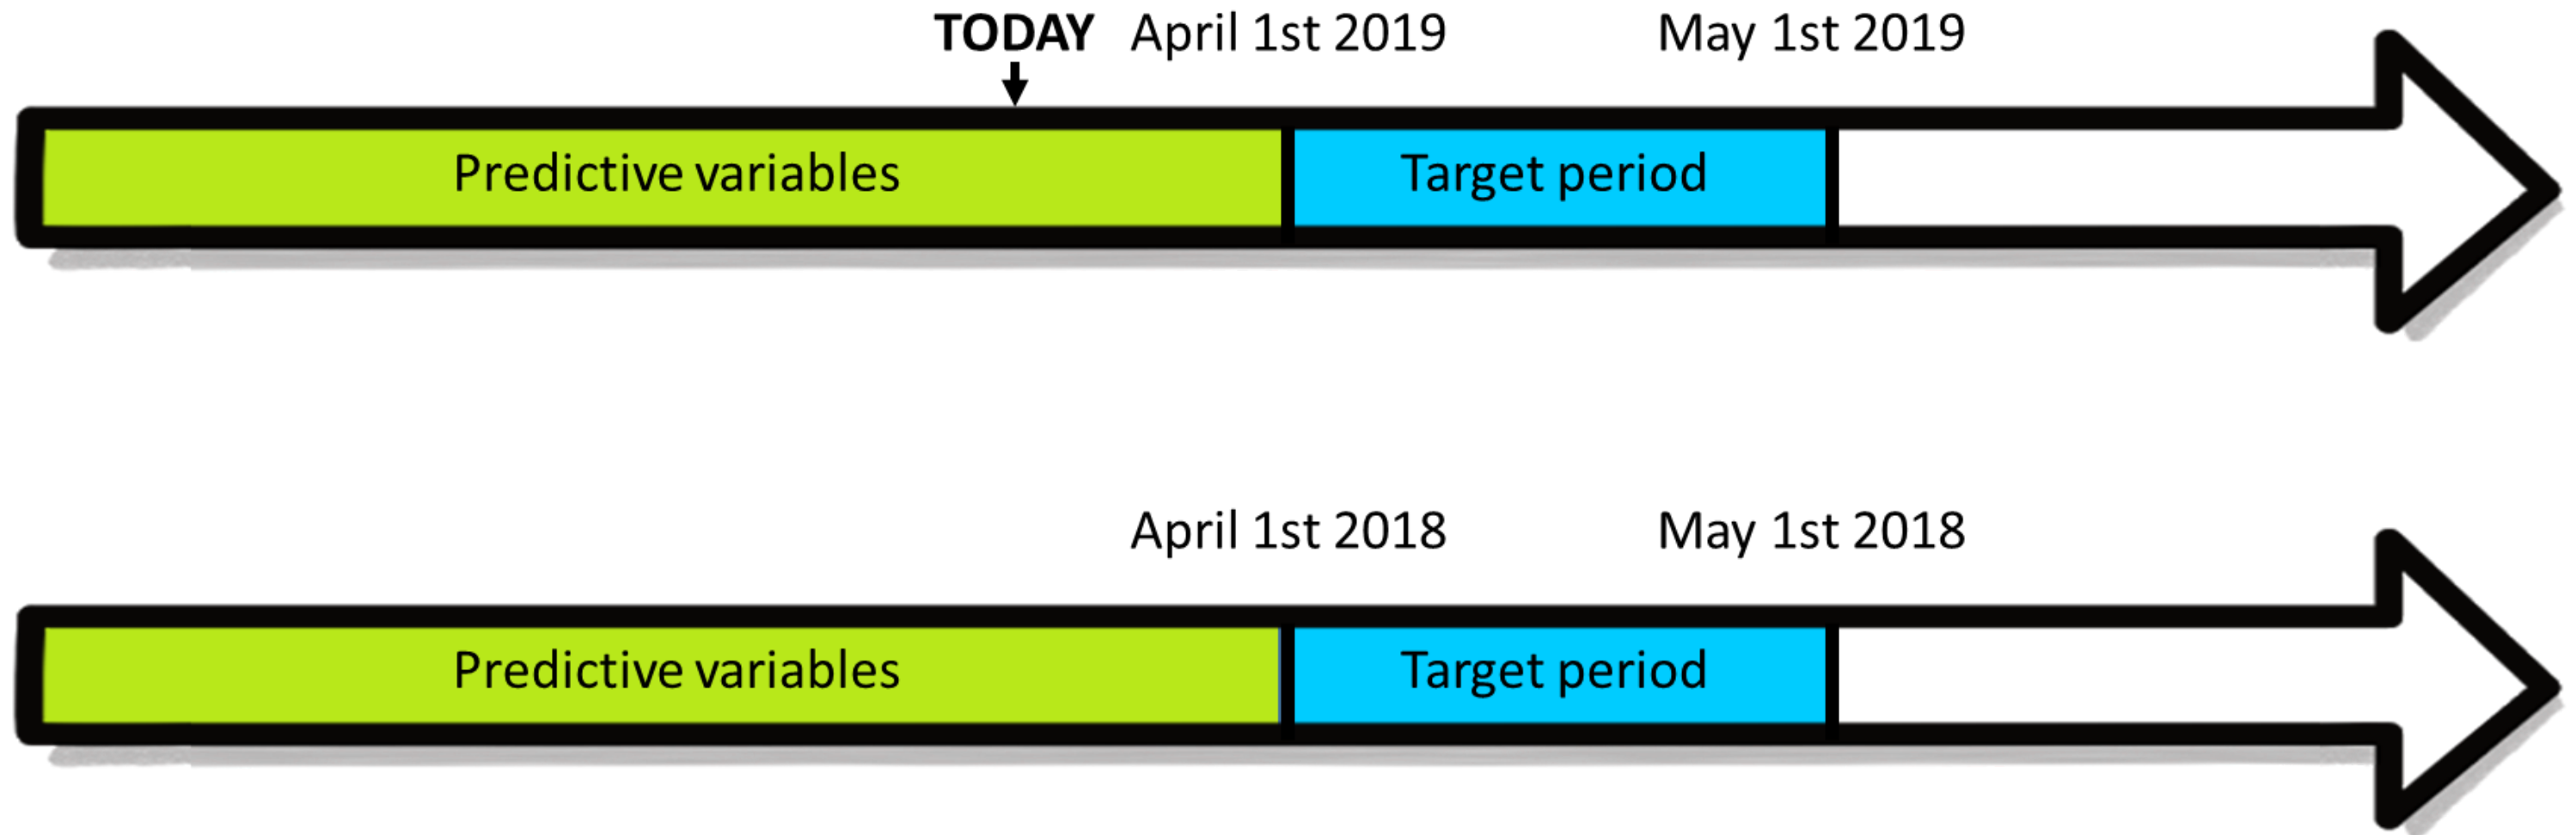 TODAY April 1st 2019 May 1st 2019
Predictive variables Target period
April 1st 2018 May 1st 2018
Predictive variables Target period